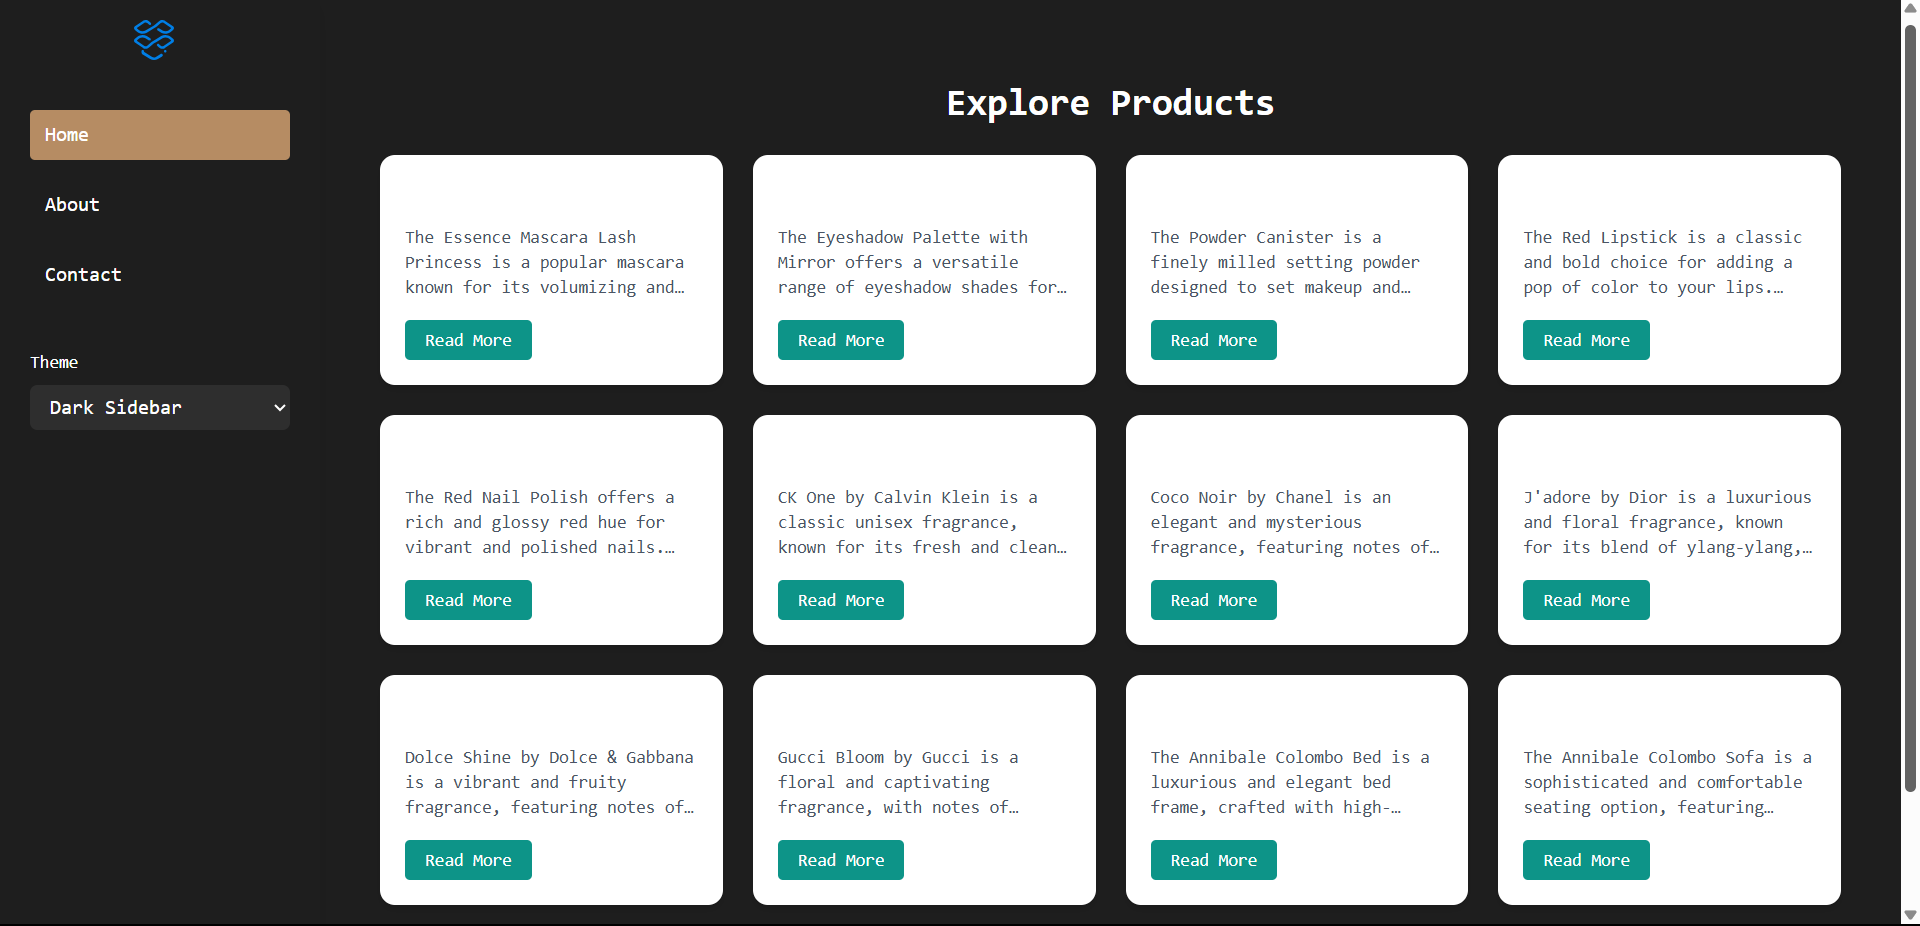 Home
About
Contact
Theme
Dark Sidebar
Explore Products
The Essence Mascara Lash
Princess is a popular mascara
known for its volumizing and…
Read More
The Eyeshadow Palette with
Mirror offers a versatile
range of eyeshadow shades for…
Read More
The Powder Canister is a
finely milled setting powder
designed to set makeup and…
Read More
The Red Lipstick is a classic
and bold choice for adding a
pop of color to your lips.…
Read More
The Red Nail Polish offers a
rich and glossy red hue for
vibrant and polished nails.…
Read More
CK One by Calvin Klein is a
classic unisex fragrance,
known for its fresh and clean…
Read More
Coco Noir by Chanel is an
elegant and mysterious
fragrance, featuring notes of…
Read More
J'adore by Dior is a luxurious
and floral fragrance, known
for its blend of ylang-ylang,…
Read More
Dolce Shine by Dolce & Gabbana
is a vibrant and fruity
fragrance, featuring notes of…
Read More
Gucci Bloom by Gucci is a
floral and captivating
fragrance, with notes of…
Read More
The Annibale Colombo Bed is a
luxurious and elegant bed
frame, crafted with high-…
Read More
The Annibale Colombo Sofa is a
sophisticated and comfortable
seating option, featuring…
Read More